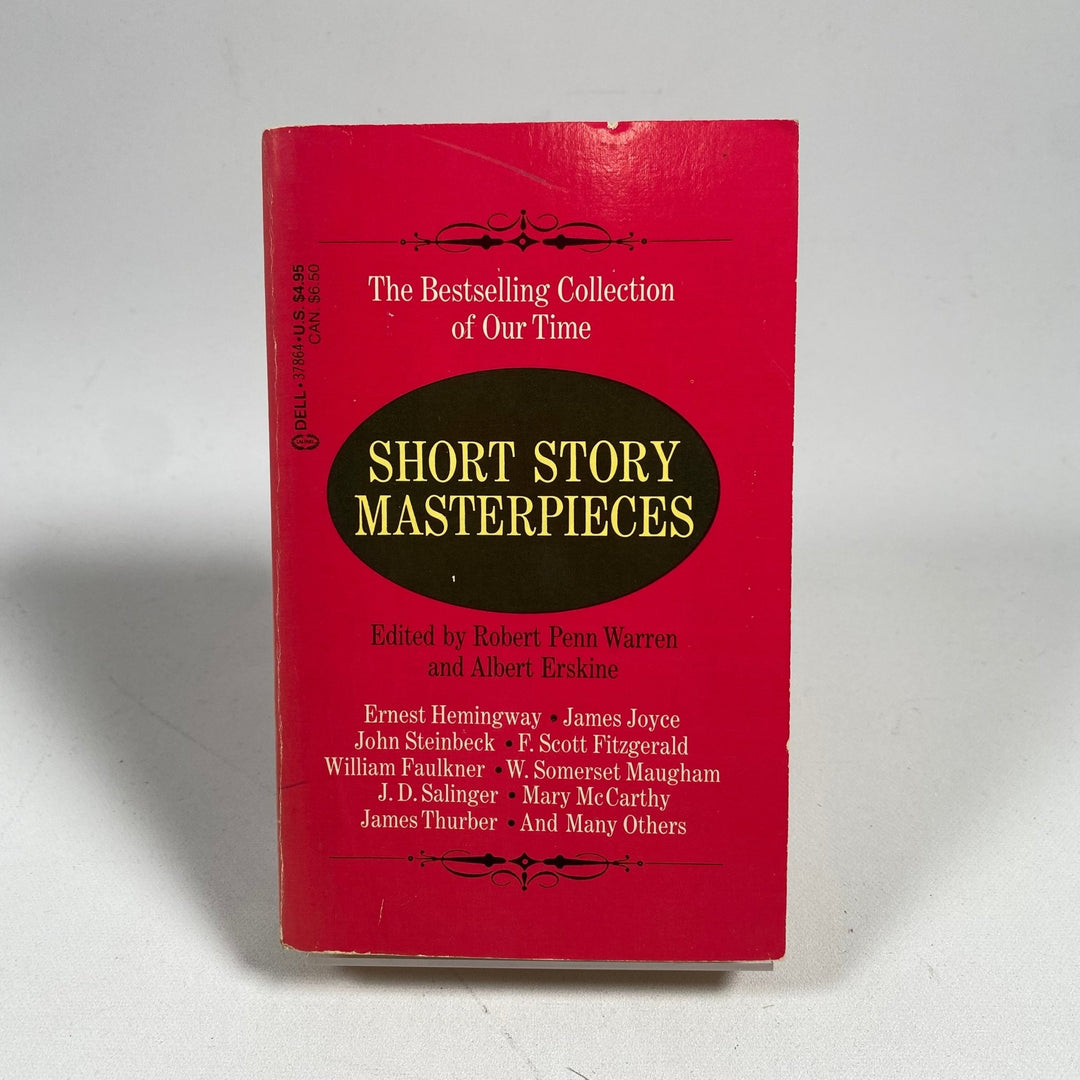 The Bestselling Collection
of Our Time
DELL • 37864 • U.S. $4.95
CAN. $6.50
LAUREL
SHORT STORY
MASTERPIECES
Edited by Robert Penn Warren
and Albert Erskine
Ernest Hemingway • James Joyce
John Steinbeck • F. Scott Fitzgerald
William Faulkner • W. Somerset Maugham
J. D. Salinger • Mary McCarthy
James Thurber • And Many Others